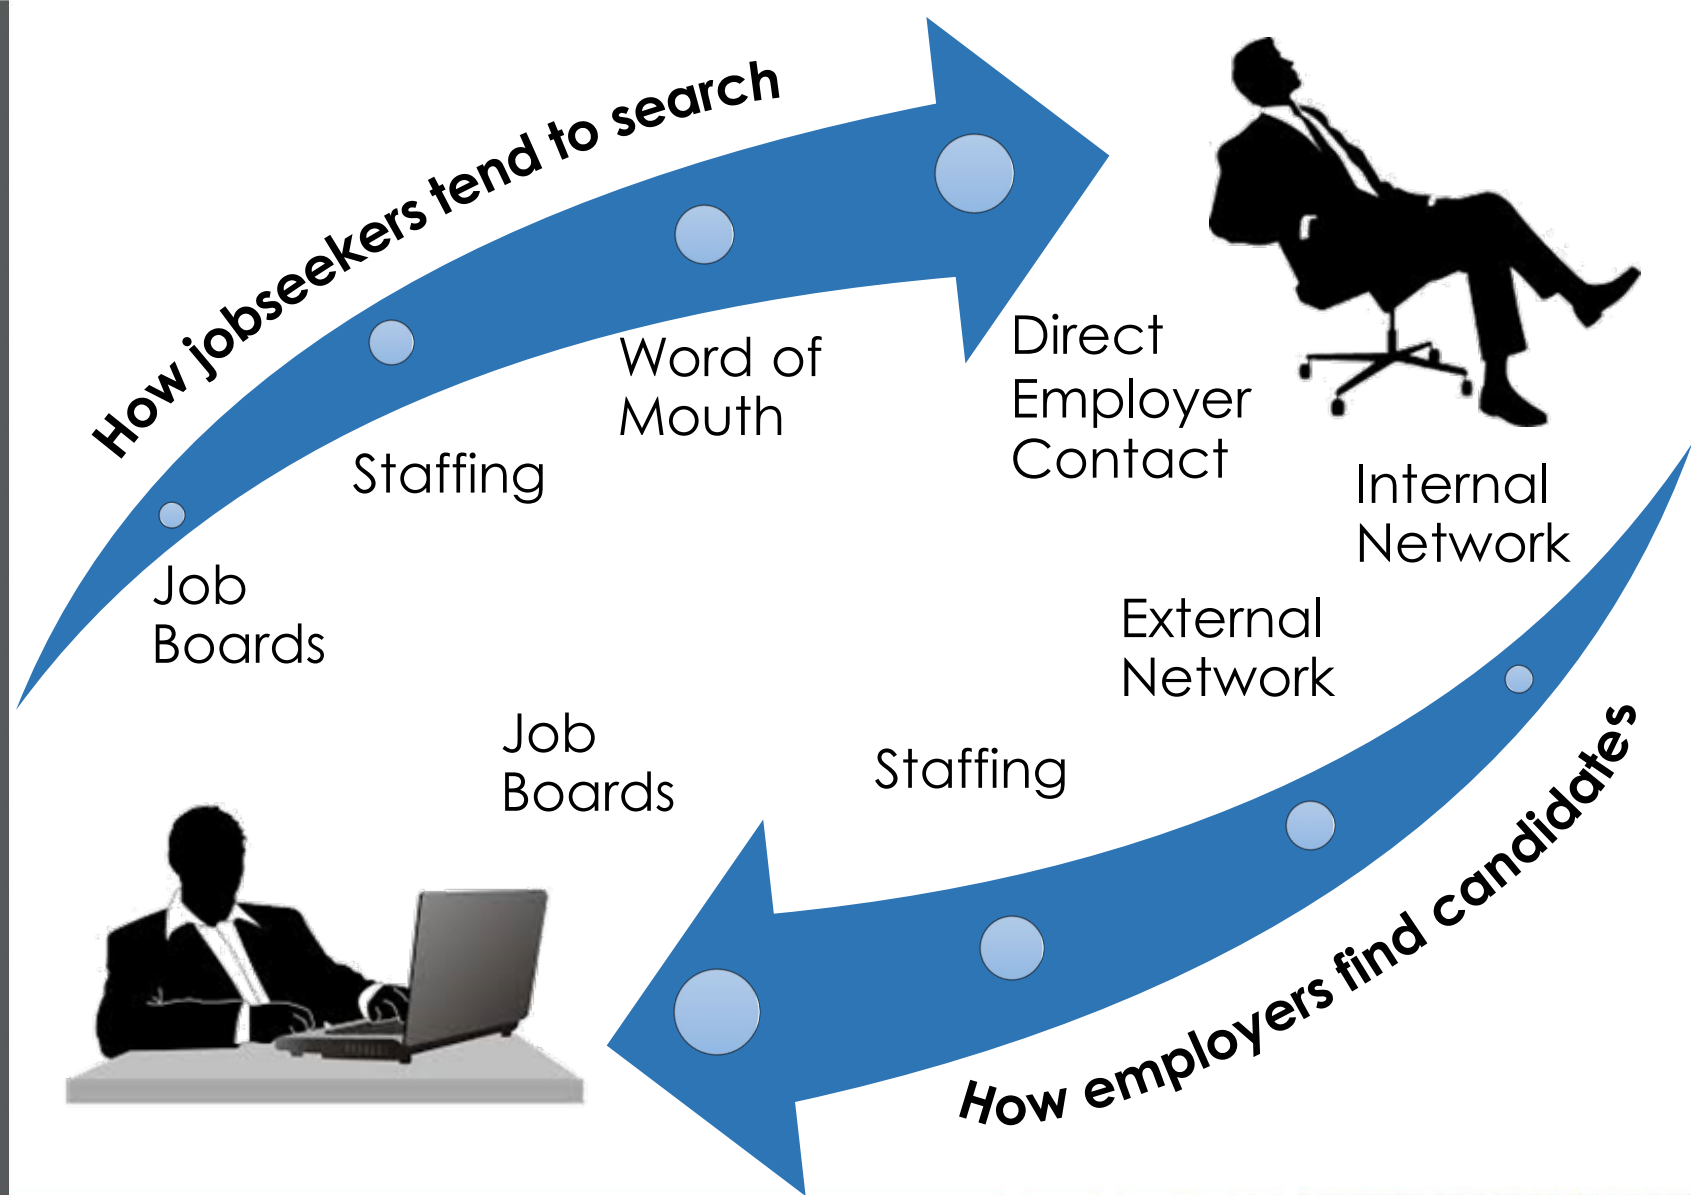 How jobseekers tend to search
Job
Boards
Staffing
Word of
Mouth
Direct
Employer
Contact
Internal
Network
External
Network
Staffing
Job
Boards
How employers find candidates